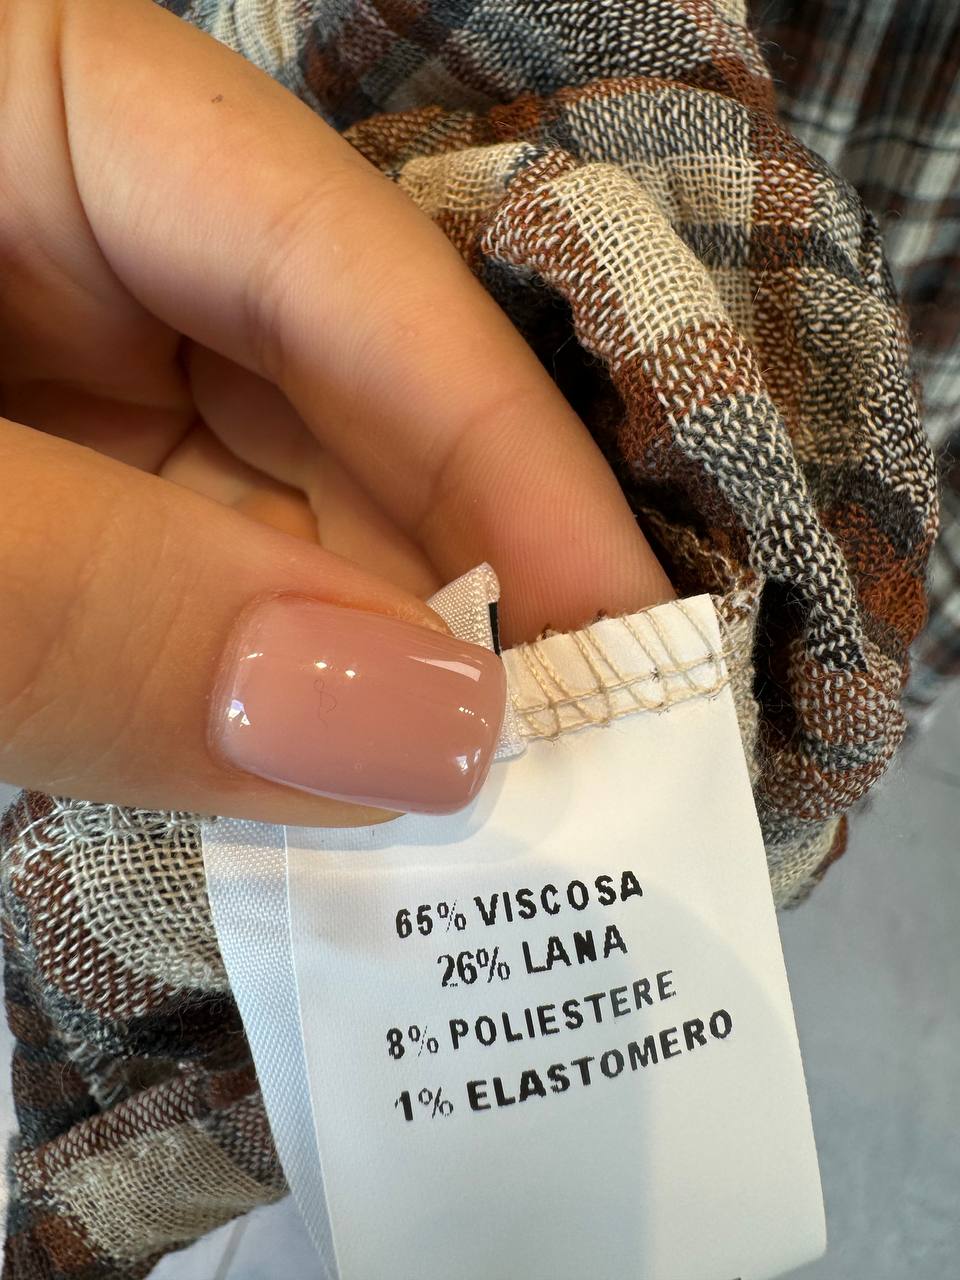 65% VISCOSA
26% LANA
8% POLIESTERE
1% ELASTOMERO